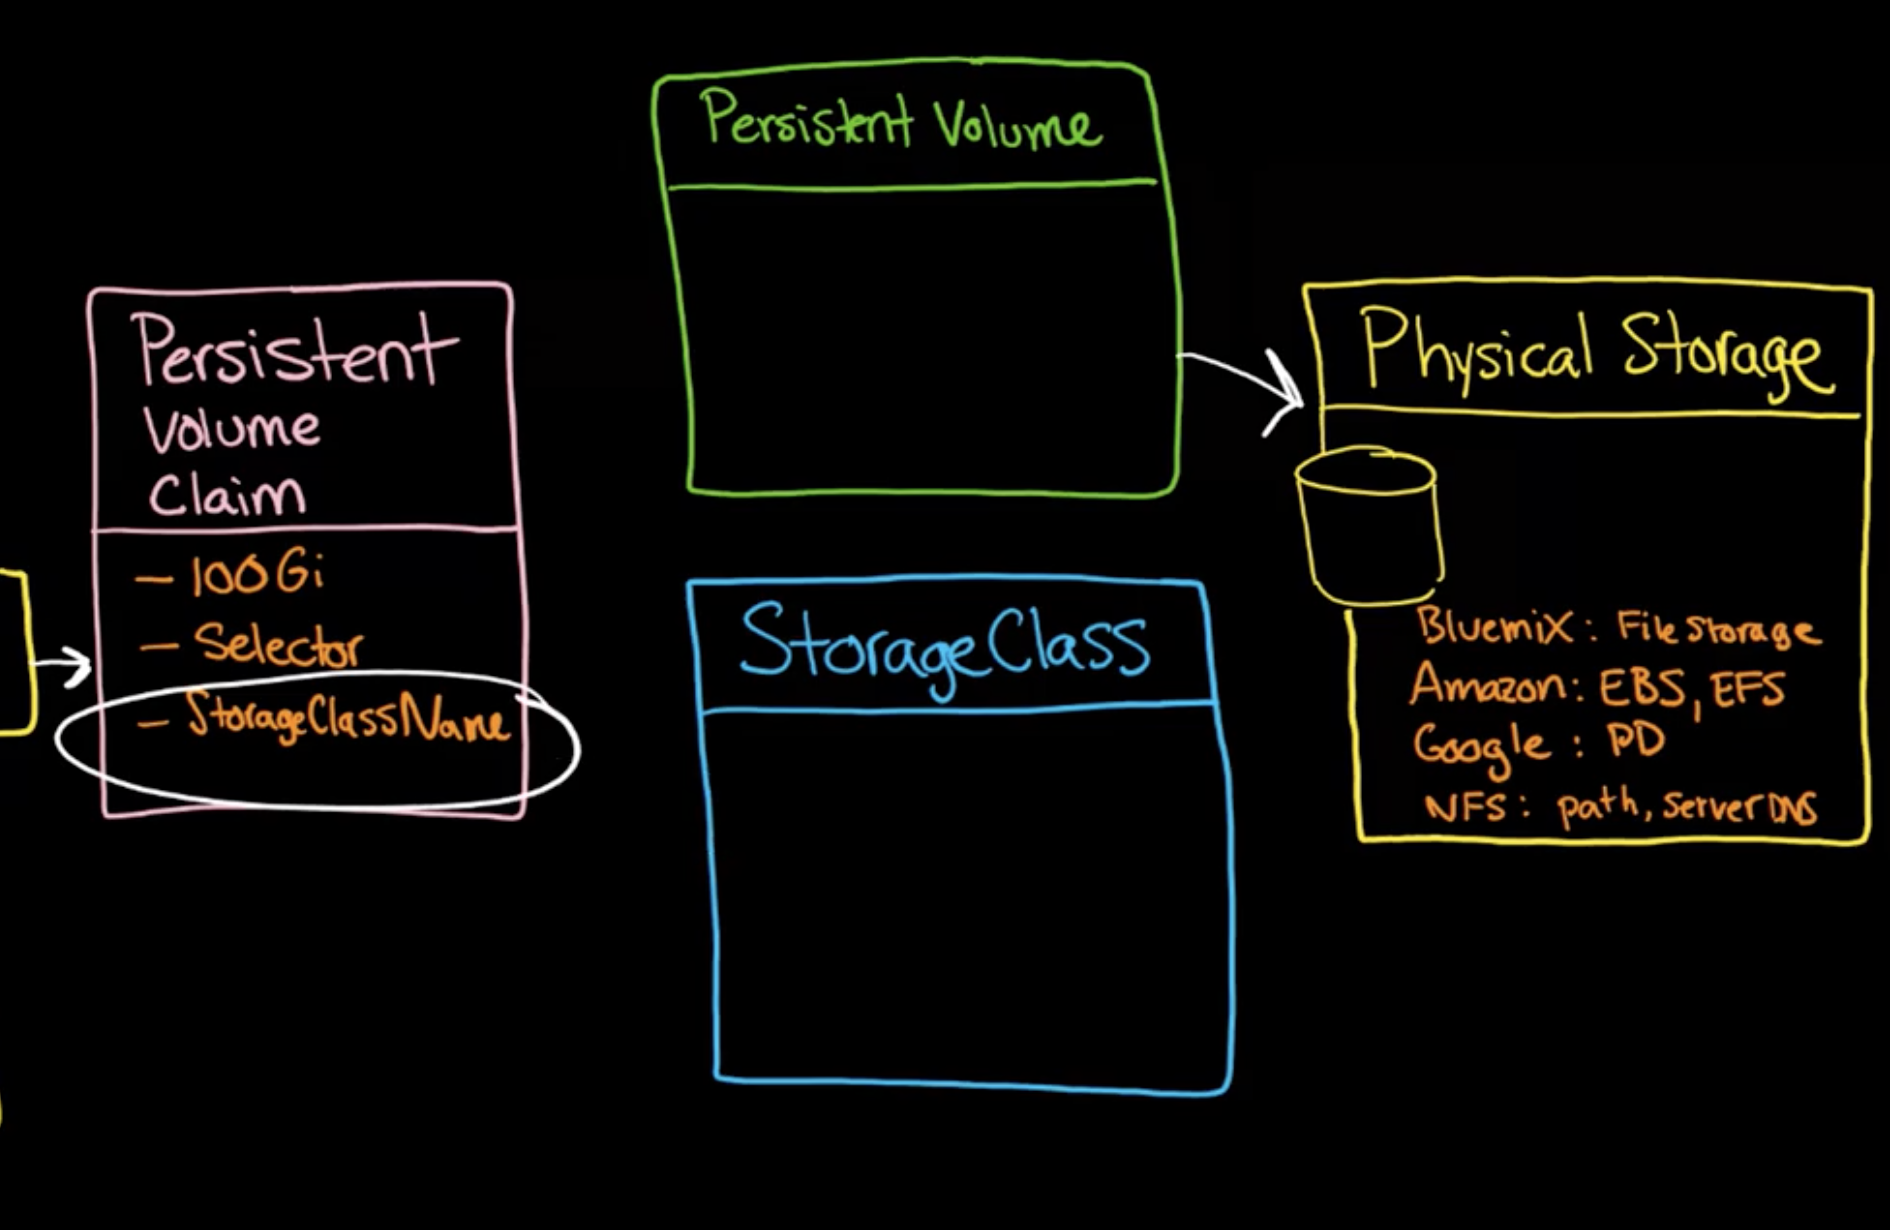 Persistent Volume
Persistent
Volume
Claim
- 100Gi
- Selector
- StorageClassName
StorageClass
Physical Storage
Bluemix: File Storage
Amazon: EBS, EFS
Google: PD
NFS: path, Server DNS